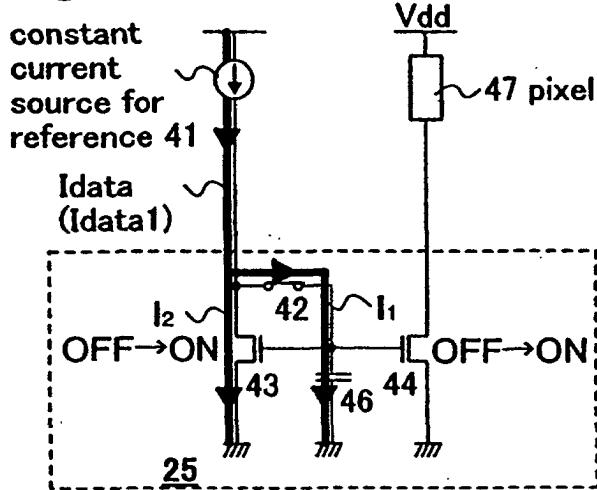 constant
current
source for
reference 41
Vdd
47 pixel
Idata
(Idata1)
I2
42
I1
OFF→ON
43
46
44
OFF→ON
25